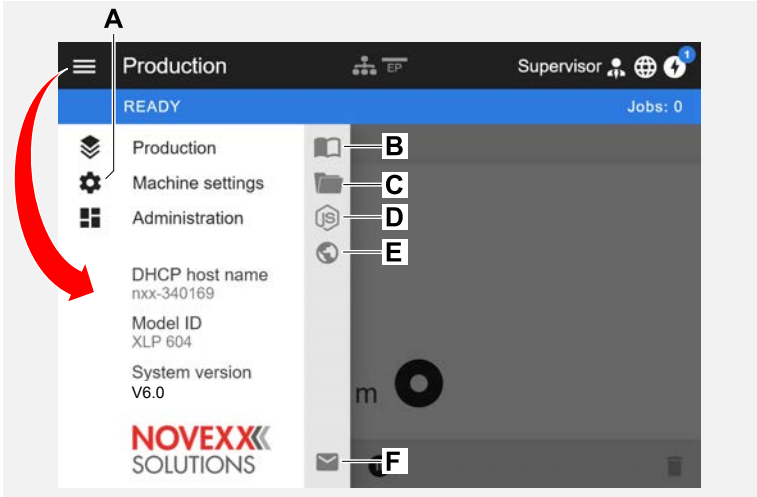 A
Production
EP
Supervisor
1
READY
Jobs: 0
Production
B
Machine settings
C
Administration
JS
D
E
DHCP host name
nxx-340169
Model ID
XLP 604
System version
V6.0
m
NOVEXX
SOLUTIONS
F